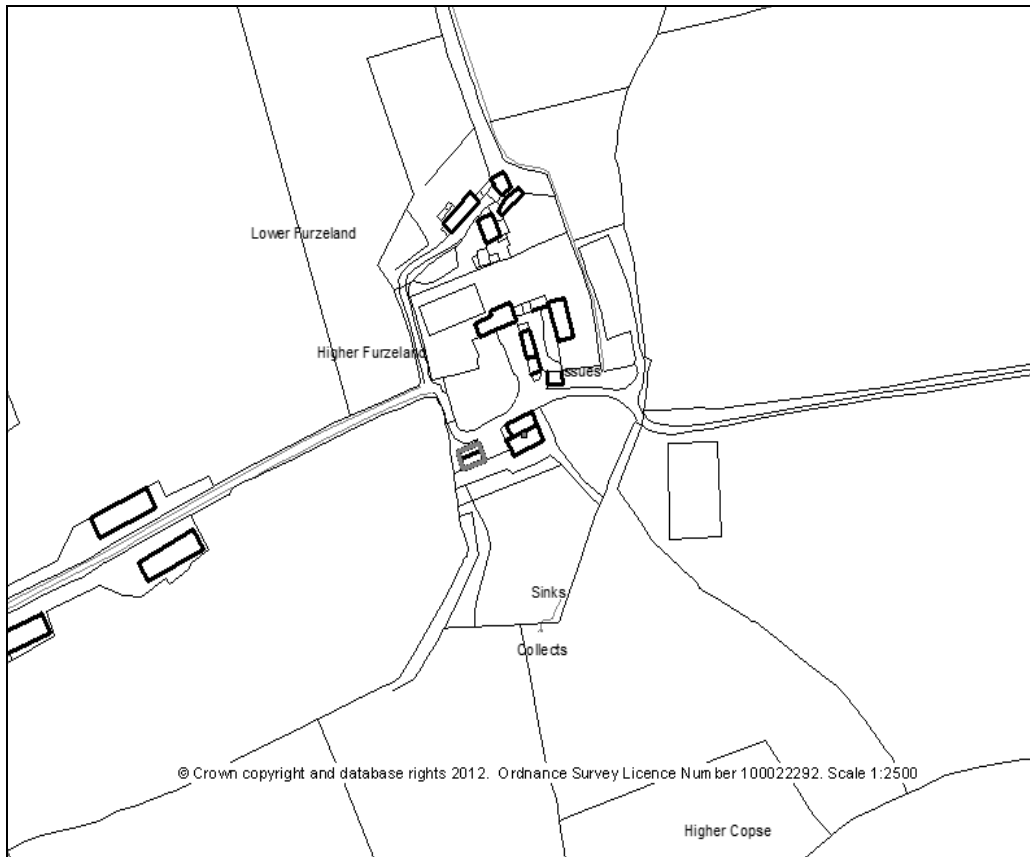 Lower Furzeland
Higher Furzeland
ssues
Sinks
Collects
© Crown copyright and database rights 2012. Ordnance Survey Licence Number 100022292. Scale 1:2500
Higher Copse